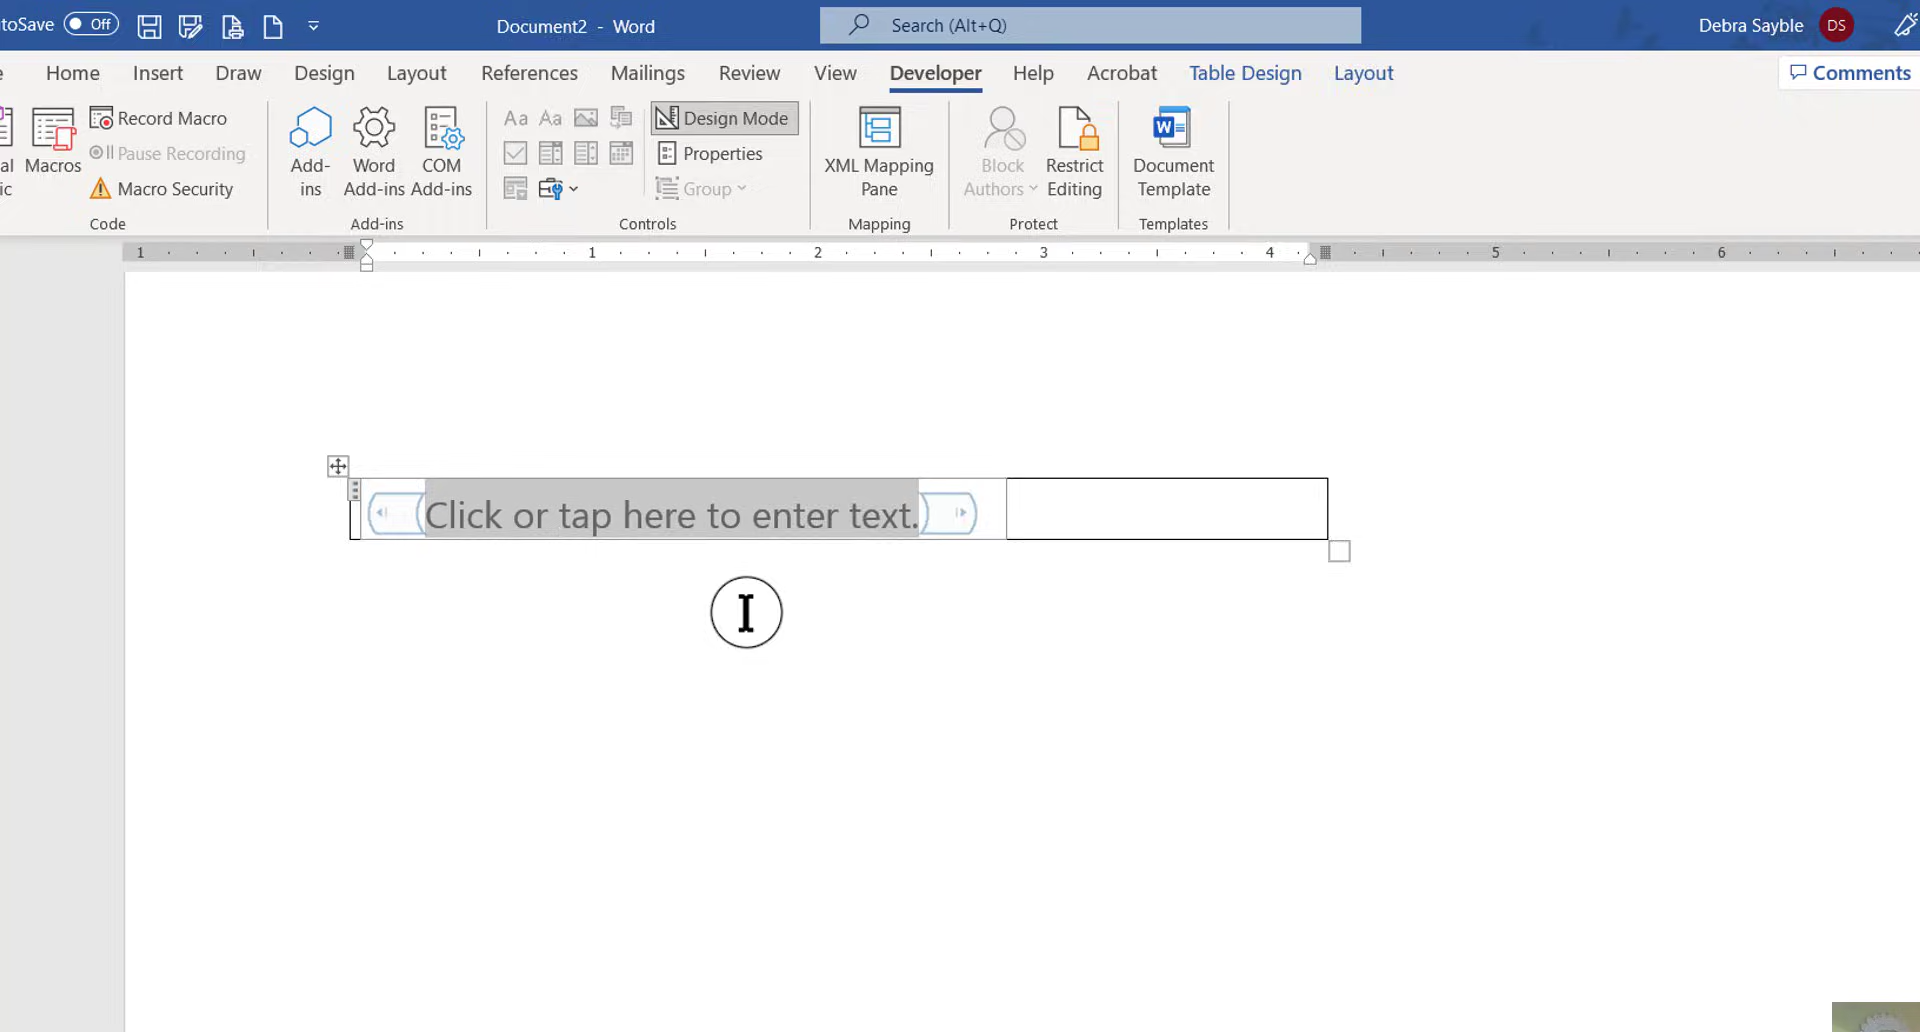 utoSave Off Document2 - Word Search (Alt+Q) Debra Sayble DS
Home Insert Draw Design Layout References Mailings Review View Developer Help Acrobat Table Design Layout Comments
Macros
Record Macro
Pause Recording
Macro Security
Code
Add-
ins
Word
Add-ins
COM
Add-ins
Add-ins
Aa Aa
Design Mode
Properties
Group
Controls
XML Mapping
Pane
Mapping
Block
Authors
Restrict
Editing
Protect
Document
Template
Templates
1 1 2 3 4 5 6
Click or tap here to enter text.